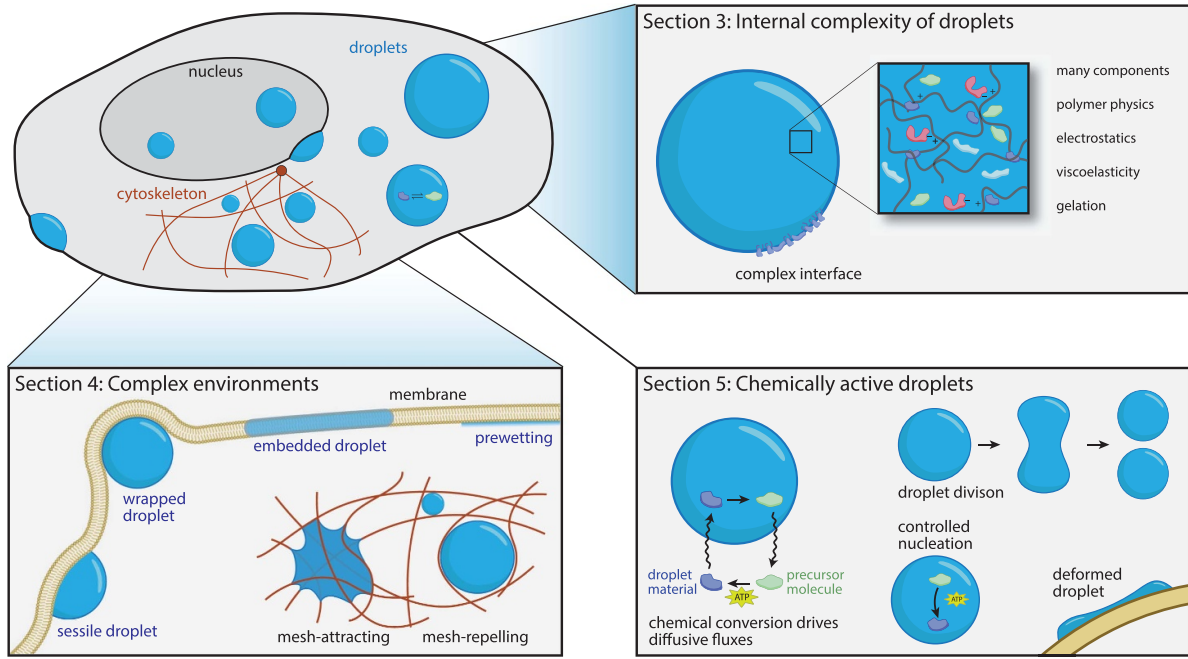 droplets
nucleus
cytoskeleton
Section 3: Internal complexity of droplets
many components
polymer physics
electrostatics
viscoelasticity
gelation
+
− +
− +
− +
complex interface
Section 4: Complex environments
membrane
embedded droplet
prewetting
wrapped
droplet
sessile droplet
mesh-attracting
mesh-repelling
Section 5: Chemically active droplets
droplet
material
ATP
precursor
molecule
chemical conversion drives
diffusive fluxes
droplet divison
controlled
nucleation
ATP
deformed
droplet